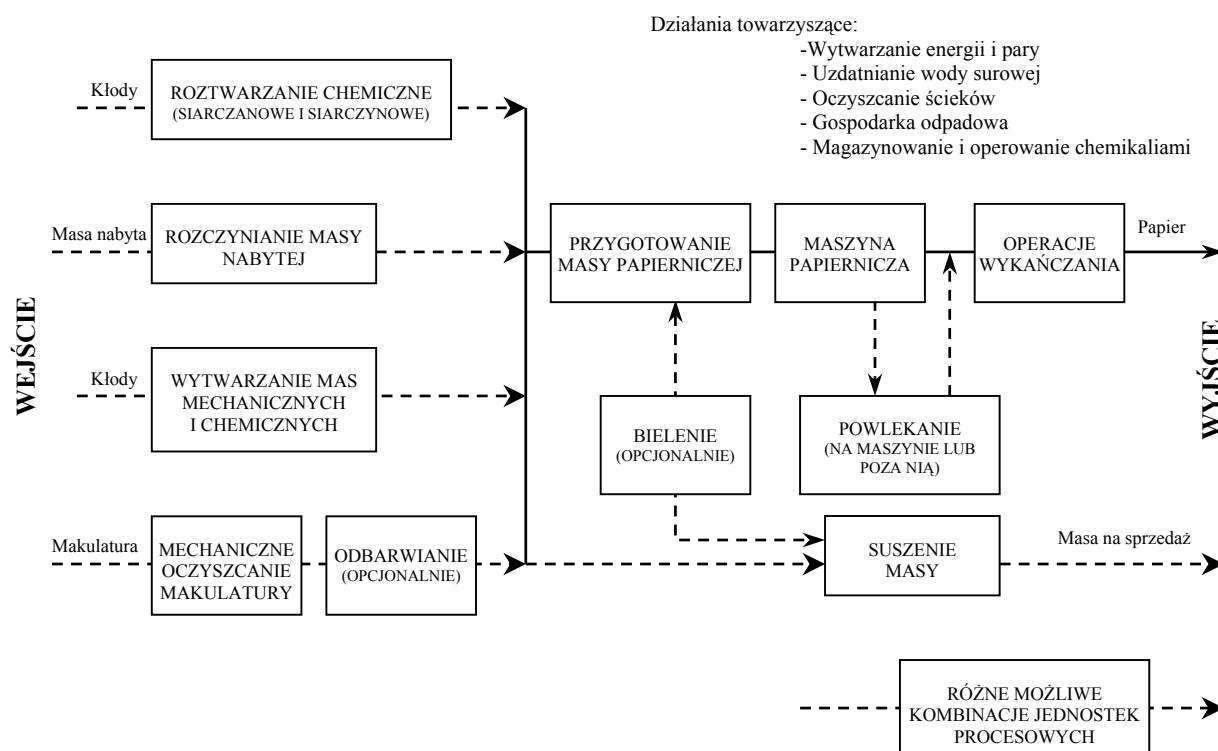 Działania towarzyszące:
-Wytwarzanie energii i pary
- Uzdatnianie wody surowej
- Oczyszcanie ścieków
- Gospodarka odpadowa
- Magazynowanie i operowanie chemikaliami
Kłody
ROZTWARZANIE CHEMICZNE
(SIARCZANOWE I SIARCZYNOWE)
Masa nabyta
ROZCZYNIANIE MASY
NABYTEJ
PRZYGOTOWANIE
MASY PAPIERNICZEJ
MASZYNA
PAPIERNICZA
OPERACJE
WYKAŃCZANIA
Papier
WEJŚCIE
WYJŚCIE
Kłody
WYTWARZANIE MAS
MECHANICZNYCH
I CHEMICZNYCH
BIELENIE
(OPCJONALNIE)
POWLEKANIE
(NA MASZYNIE LUB
POZA NIĄ)
Makulatura
MECHANICZNE
OCZYSZCANIE
MAKULATURY
ODBARWIANIE
(OPCJONALNIE)
SUSZENIE
MASY
Masa na sprzedaż
RÓŻNE MOŻLIWE
KOMBINACJE JEDNOSTEK
PROCESOWYCH